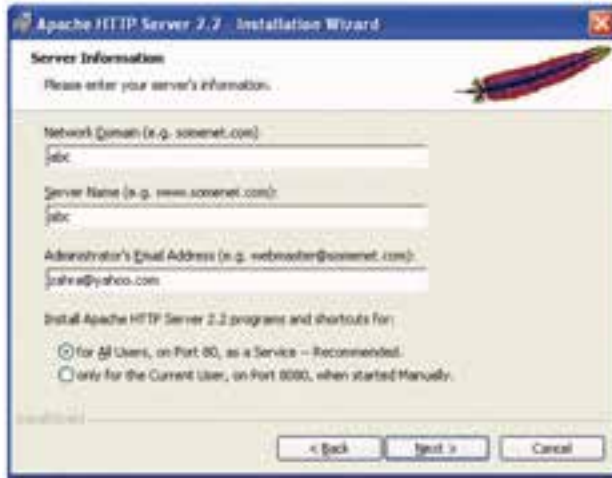 Apache HTTP Server 2.2 - Installation Wizard
Server Information
Please enter your server's information.
Network Domain (e.g. somenet.com)
abc
Server Name (e.g. www.somenet.com):
abc
Administrator's Email Address (e.g. webmaster@somenet.com):
zahra@yahoo.com
Install Apache HTTP Server 2.2 programs and shortcuts for:
for All Users, on Port 80, as a Service -- Recommended.
only for the Current User, on Port 8080, when started Manually.
InstallShield
< Back
Next >
Cancel